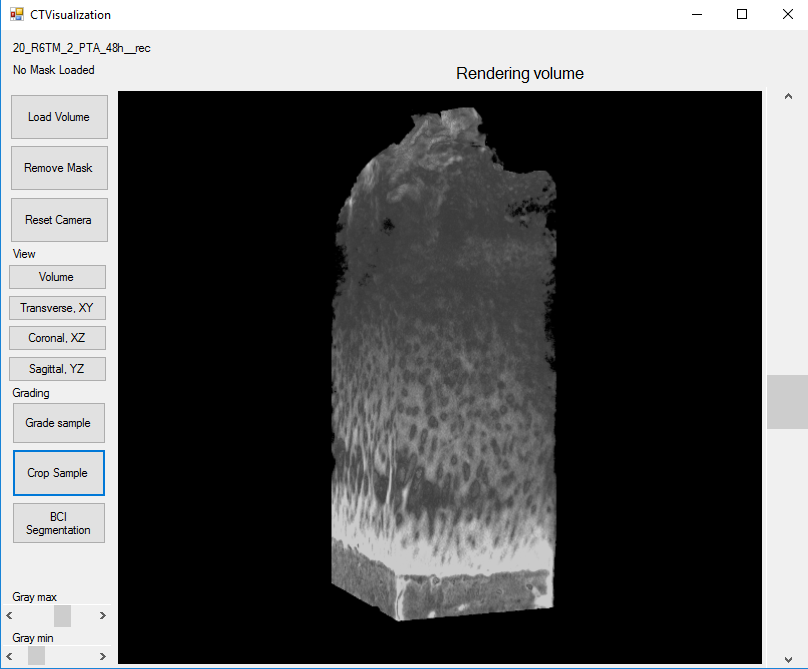 CTVisualization
20_R6TM_2_PTA_48h__rec
No Mask Loaded
Rendering volume
Load Volume
Remove Mask
Reset Camera
View
Volume
Transverse, XY
Coronal, XZ
Sagittal, YZ
Grading
Grade sample
Crop Sample
BCI
Segmentation
Gray max
Gray min